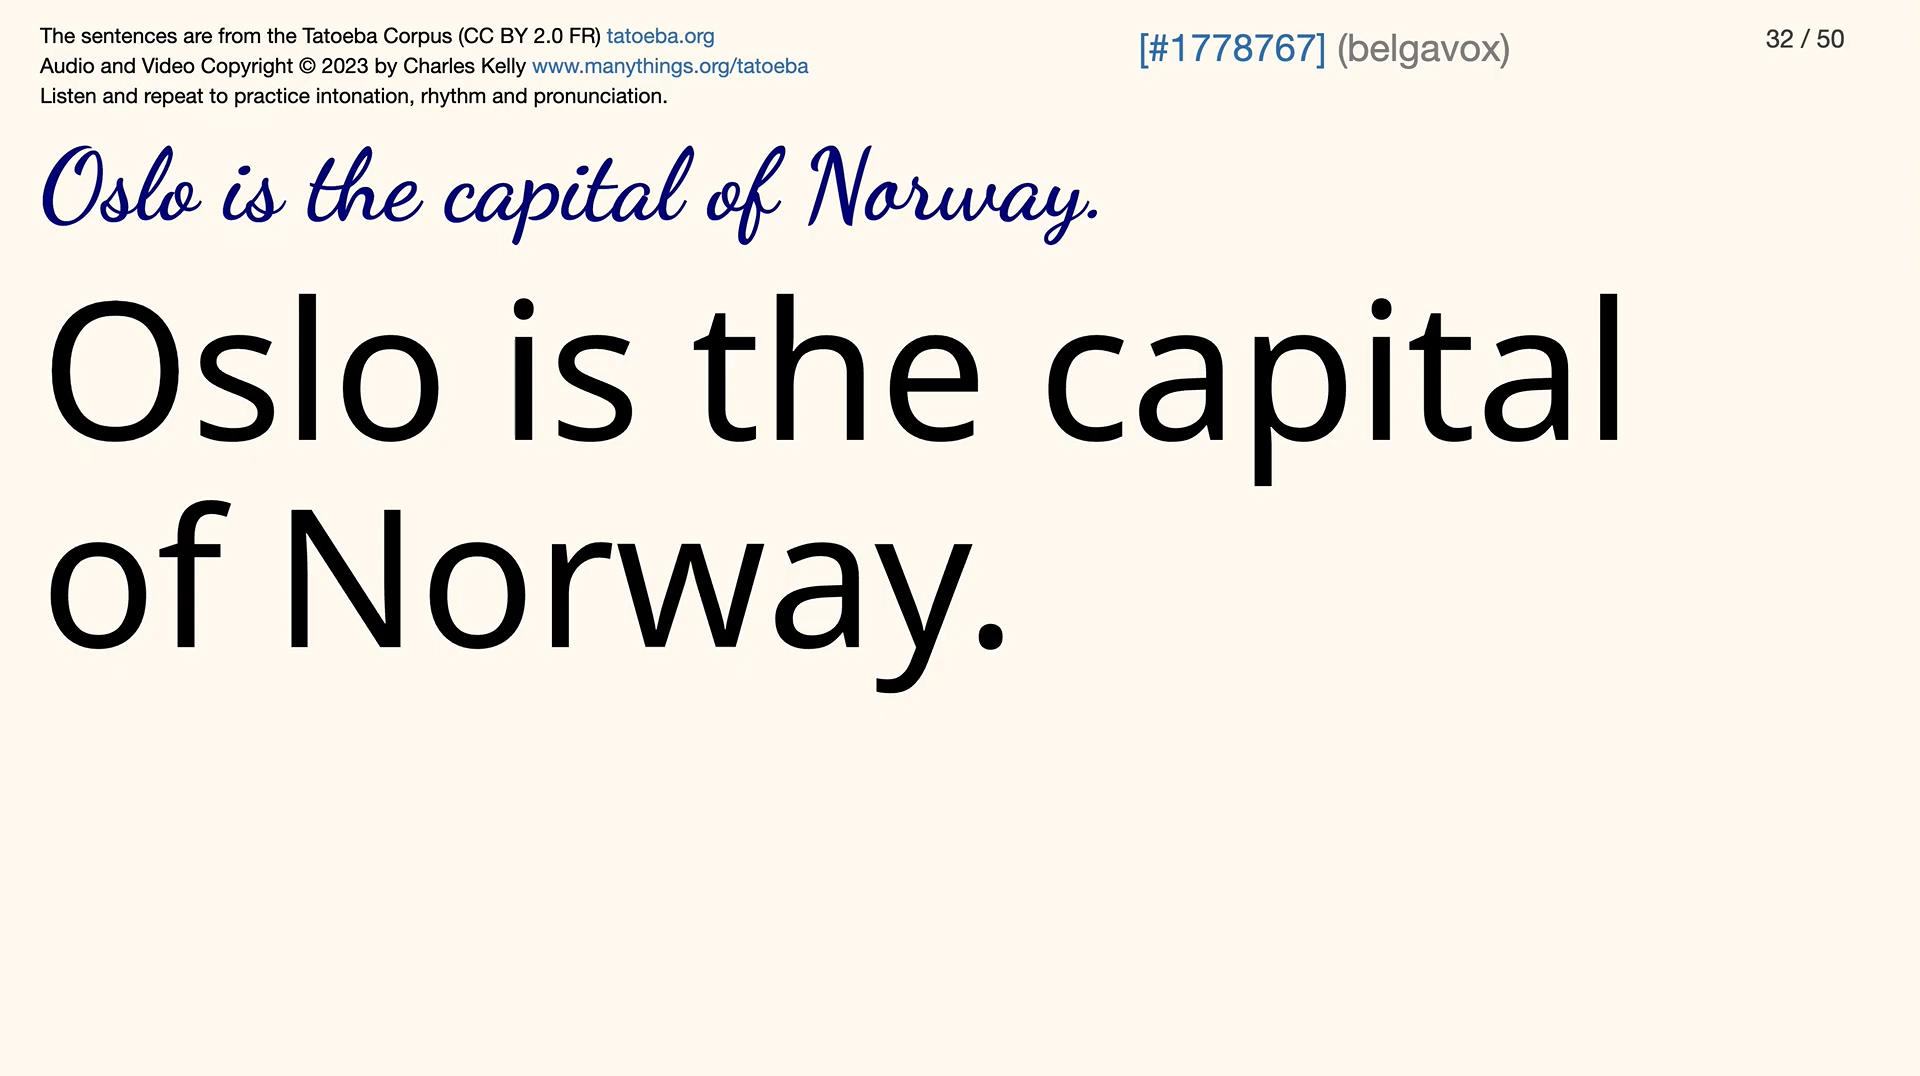 The sentences are from the Tatoeba Corpus (CC BY 2.0 FR) tatoeba.org
Audio and Video Copyright © 2023 by Charles Kelly www.manythings.org/tatoeba
Listen and repeat to practice intonation, rhythm and pronunciation.
[#1778767] (belgavox)
32 / 50
Oslo is the capital of Norway.
Oslo is the capital
of Norway.